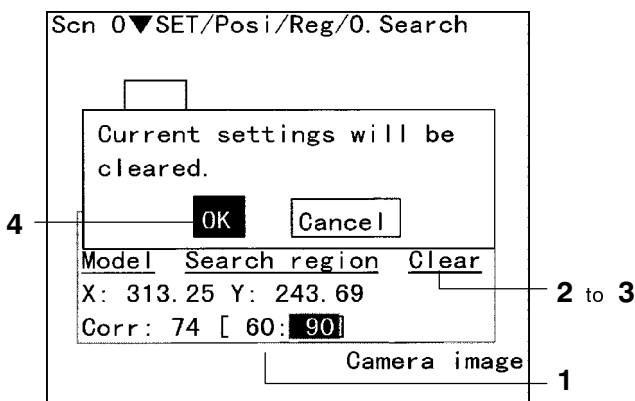 Scn 0▼SET/Posi/Reg/0. Search
Current settings will be
cleared.
4
OK Cancel
Model Search region Clear
X: 313.25 Y: 243.69
2 to 3
Corr: 74 [ 60: 90]
Camera image
1